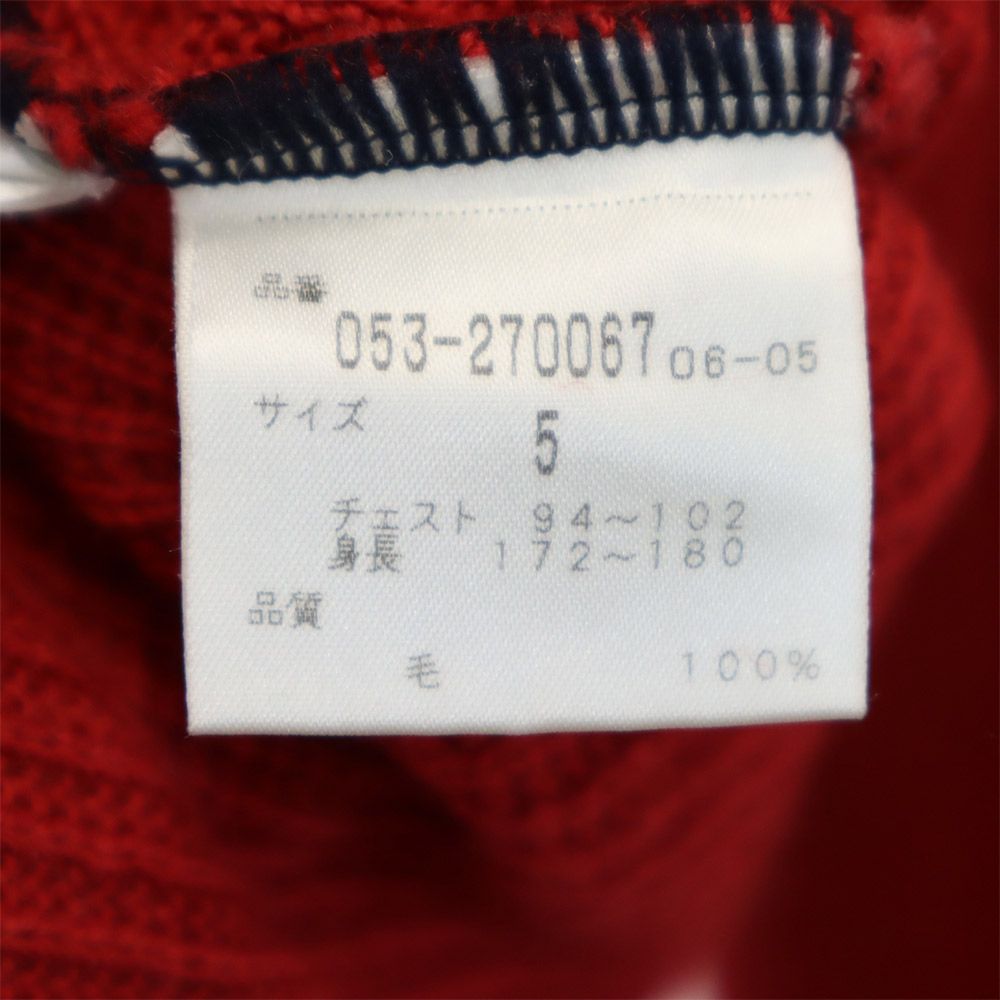 品番
053-270067 06-05
サイズ
5
チェスト 94～102
身長 172～180
品質
毛 100%